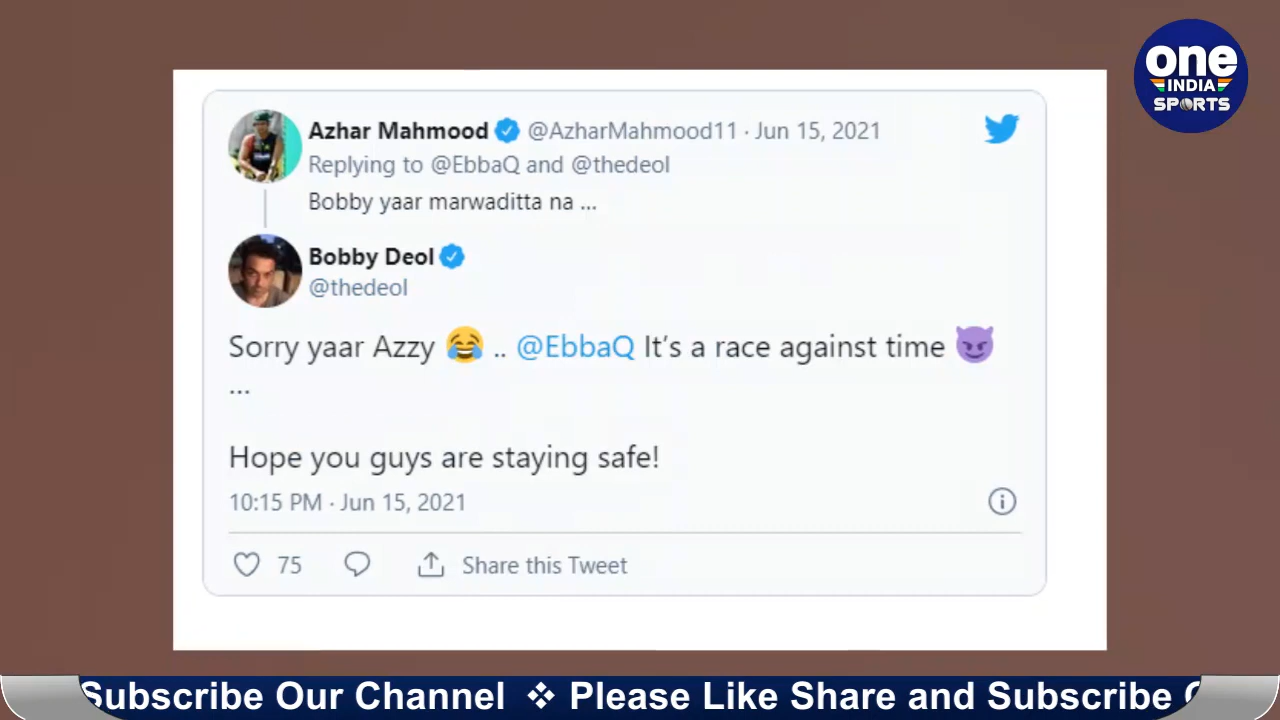 one
INDIA
SPORTS
Azhar Mahmood @AzharMahmood11 · Jun 15, 2021
Replying to @EbbaQ and @thedeol
Bobby yaar marwaditta na ...
Bobby Deol
@thedeol
Sorry yaar Azzy 😂 .. @EbbaQ It's a race against time 😈
...
Hope you guys are staying safe!
10:15 PM · Jun 15, 2021
75 Share this Tweet
Subscribe Our Channel ❖ Please Like Share and Subscribe